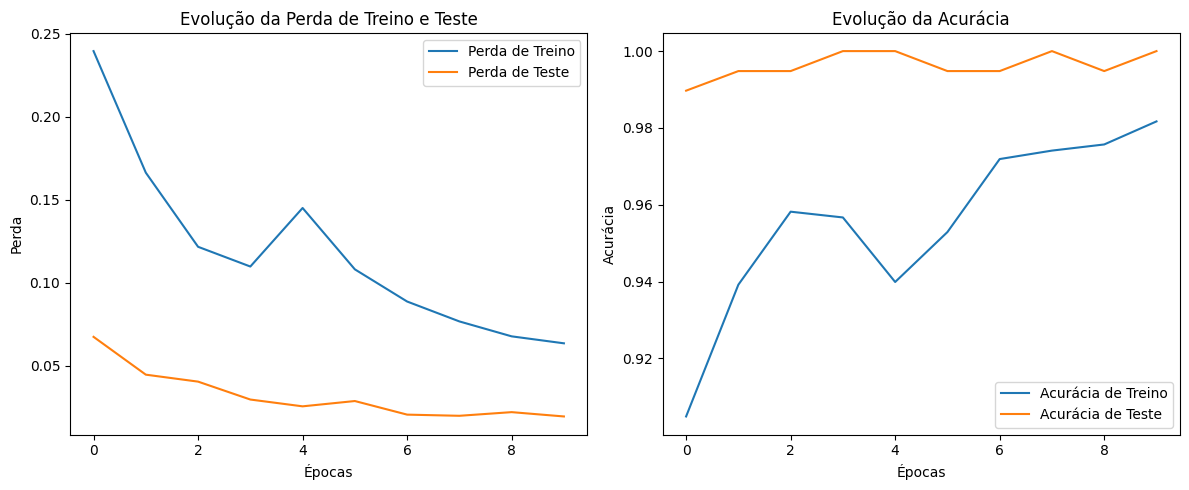 Evolução da Perda de Treino e Teste
Perda de Treino
Perda de Teste
0.25
0.20
0.15
0.10
0.05
Perda
0 2 4 6 8
Épocas
Evolução da Acurácia
1.00
0.98
0.96
0.94
0.92
Acurácia
Acurácia de Treino
Acurácia de Teste
0 2 4 6 8
Épocas